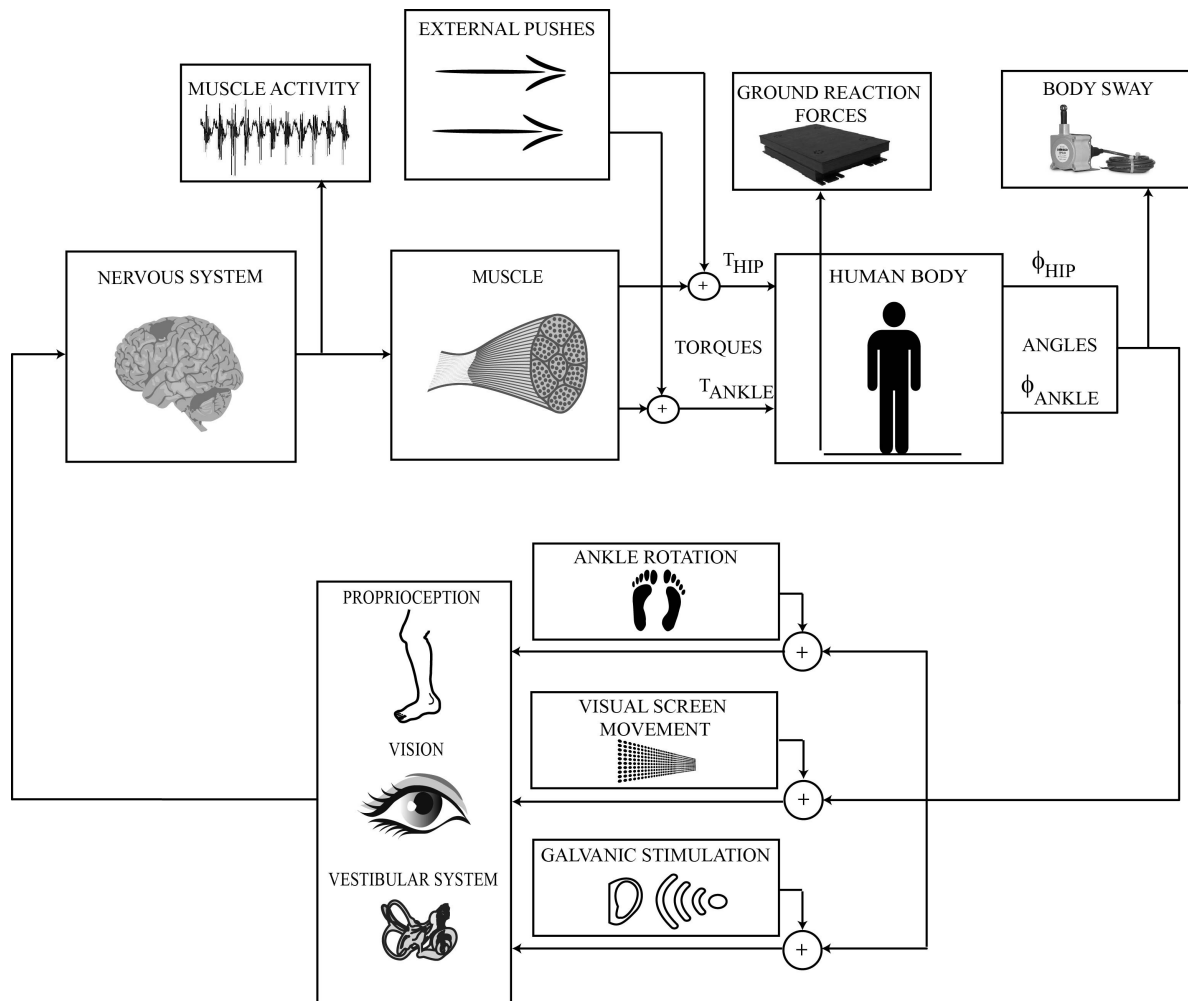 EXTERNAL PUSHES
MUSCLE ACTIVITY
GROUND REACTION
FORCES
BODY SWAY
NERVOUS SYSTEM
MUSCLE
+
T HIP
HUMAN BODY
ϕ HIP
TORQUES
ANGLES
+
T ANKLE
ϕ ANKLE
ANKLE ROTATION
PROPRIOCEPTION
+
VISUAL SCREEN
MOVEMENT
VISION
+
GALVANIC STIMULATION
VESTIBULAR SYSTEM
+